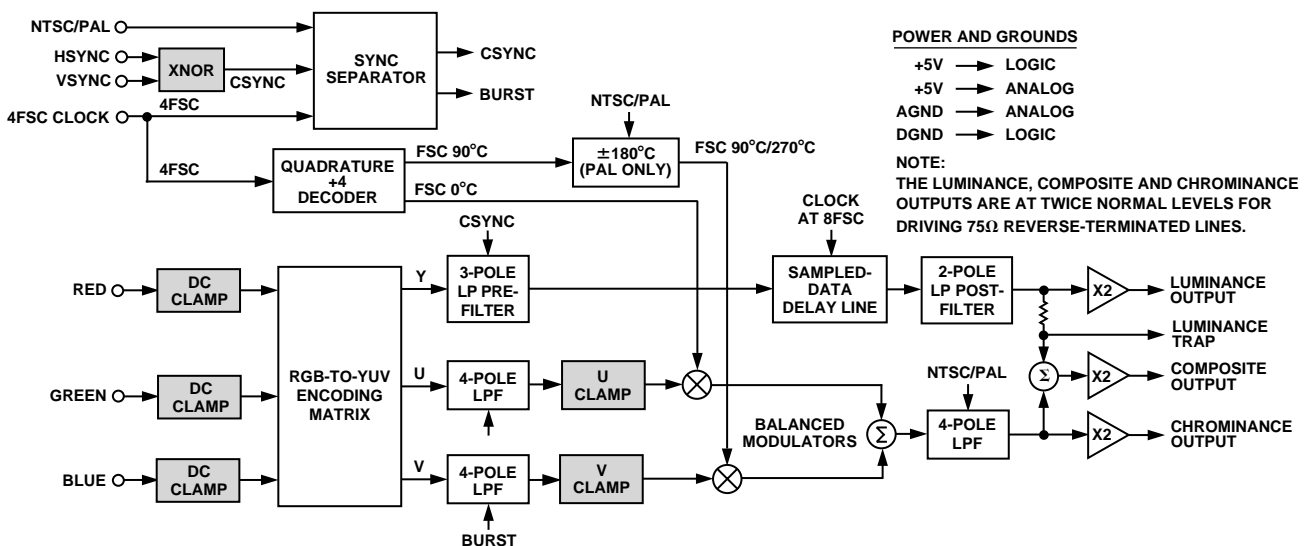 NTSC/PAL
HSYNC
VSYNC
XNOR
CSYNC
4FSC CLOCK
4FSC
SYNC
SEPARATOR
CSYNC
BURST
4FSC
QUADRATURE
+4
DECODER
FSC 90°C
FSC 0°C
NTSC/PAL
±180°C
(PAL ONLY)
FSC 90°C/270°C
POWER AND GROUNDS
+5V LOGIC
+5V ANALOG
AGND ANALOG
DGND LOGIC
NOTE:
THE LUMINANCE, COMPOSITE AND CHROMINANCE
OUTPUTS ARE AT TWICE NORMAL LEVELS FOR
DRIVING 75Ω REVERSE-TERMINATED LINES.
RED
DC
CLAMP
GREEN
DC
CLAMP
BLUE
DC
CLAMP
RGB-TO-YUV
ENCODING
MATRIX
Y
U
V
CSYNC
3-POLE
LP PRE-
FILTER
4-POLE
LPF
U
CLAMP
4-POLE
LPF
BURST
V
CLAMP
CLOCK
AT 8FSC
SAMPLED-
DATA
DELAY LINE
2-POLE
LP POST-
FILTER
BALANCED
MODULATORS
Σ
NTSC/PAL
4-POLE
LPF
Σ
X2
LUMINANCE
OUTPUT
LUMINANCE
TRAP
X2
COMPOSITE
OUTPUT
X2
CHROMINANCE
OUTPUT